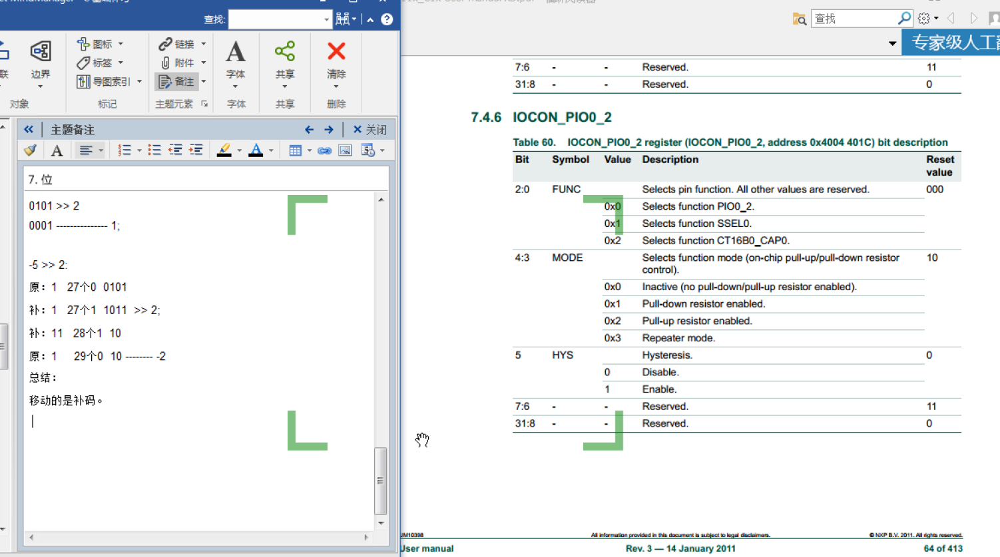 查找:
联
边界
图标
标签
导图索引
链接
附件
备注
字体
共享
清除
对象
标记
主题元素
字体
共享
删除
主题备注
关闭
7. 位
0101 >> 2
0001 --------------- 1;
-5 >> 2:
原：1 27个0 0101
补：1 27个1 1011 >> 2;
补：11 28个1 10
原：1 29个0 10 -------- -2
总结：
移动的是补码。
查找
专家级人工翻
7:6 - - Reserved. 11
31:8 - - Reserved. 0
7.4.6 IOCON_PIO0_2
Table 60. IOCON_PIO0_2 register (IOCON_PIO0_2, address 0x4004 401C) bit description
Bit Symbol Value Description Reset value
2:0 FUNC Selects pin function. All other values are reserved. 000
0x0 Selects function PIO0_2.
0x1 Selects function SSEL0.
0x2 Selects function CT16B0_CAP0.
4:3 MODE Selects function mode (on-chip pull-up/pull-down resistor 10
control).
0x0 Inactive (no pull-down/pull-up resistor enabled).
0x1 Pull-down resistor enabled.
0x2 Pull-up resistor enabled.
0x3 Repeater mode.
5 HYS Hysteresis. 0
0 Disable.
1 Enable.
7:6 - - Reserved. 11
31:8 - - Reserved. 0
UM10398 All information provided in this document is subject to legal disclaimers. © NXP B.V. 2011. All rights reserved.
User manual Rev. 3 — 14 January 2011 64 of 413